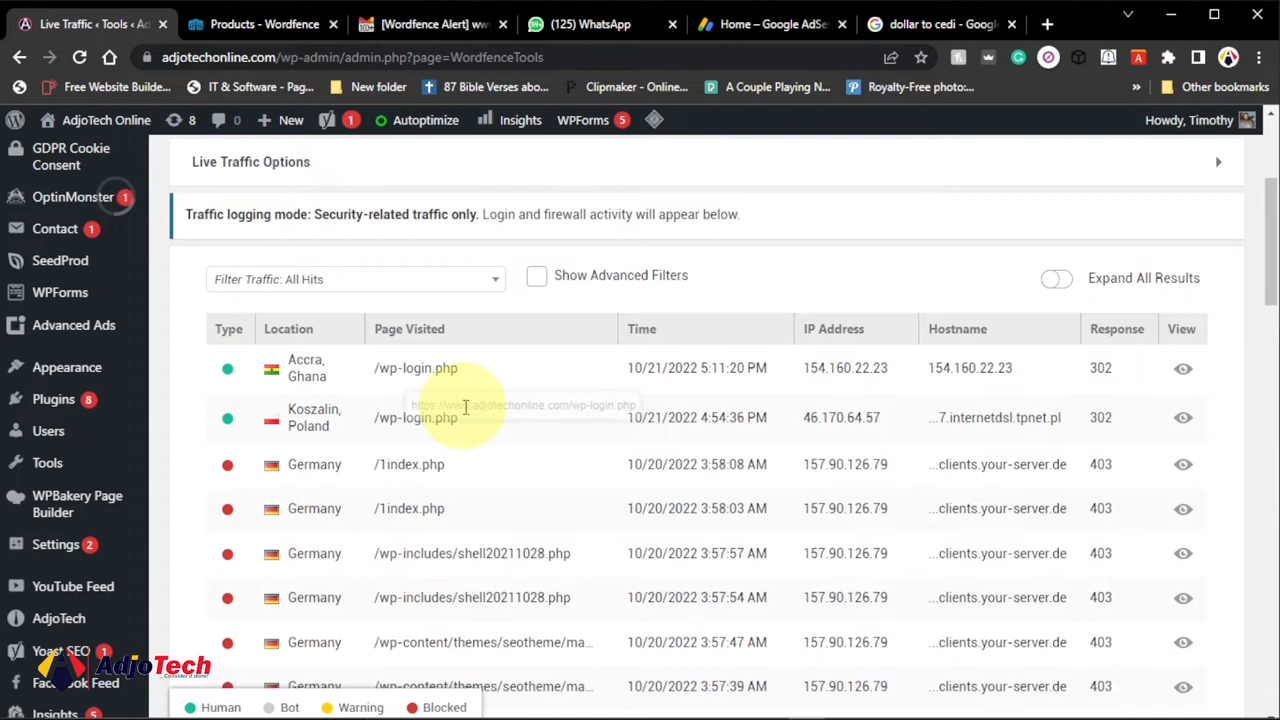 Live Traffic ‹ Tools ‹ Ad
Products - Wordfence
[Wordfence Alert] ww
(125) WhatsApp
Home – Google AdSe
dollar to cedi - Google
adjotechonline.com/wp-admin/admin.php?page=WordfenceTools
Free Website Builde...
IT & Software - Pag...
New folder
87 Bible Verses abo...
Clipmaker - Online...
A Couple Playing N...
Royalty-Free photo:...
»
Other bookmarks
AdjoTech Online
8
0
New
1
Autoptimize
Insights
WPForms 5
Howdy, Timothy
GDPR Cookie
Consent
OptinMonster 1
Contact 1
SeedProd
WPForms
Advanced Ads
Appearance
Plugins 8
Users
Tools
WPBakery Page
Builder
Settings 2
YouTube Feed
AdjoTech
Yoast SEO 1
Facebook Feed
Insights 5
AdjoTech
...Consider it done!
Live Traffic Options
Traffic logging mode: Security-related traffic only. Login and firewall activity will appear below.
Filter Traffic: All Hits
Show Advanced Filters
Expand All Results
Type Location Page Visited Time IP Address Hostname Response View
Accra,
Ghana
/wp-login.php 10/21/2022 5:11:20 PM 154.160.22.23 154.160.22.23 302
https://www.adjotechonline.com/wp-login.php
Koszalin,
Poland
/wp-login.php 10/21/2022 4:54:36 PM 46.170.64.57 ...7.internetdsl.tpnet.pl 302
Germany /1index.php 10/20/2022 3:58:08 AM 157.90.126.79 ...clients.your-server.de 403
Germany /1index.php 10/20/2022 3:58:03 AM 157.90.126.79 ...clients.your-server.de 403
Germany /wp-includes/shell20211028.php 10/20/2022 3:57:57 AM 157.90.126.79 ...clients.your-server.de 403
Germany /wp-includes/shell20211028.php 10/20/2022 3:57:54 AM 157.90.126.79 ...clients.your-server.de 403
Germany /wp-content/themes/seotheme/ma... 10/20/2022 3:57:47 AM 157.90.126.79 ...clients.your-server.de 403
Germany /wp-content/themes/seotheme/ma... 10/20/2022 3:57:39 AM 157.90.126.79 ...clients.your-server.de 403
Human Bot Warning Blocked